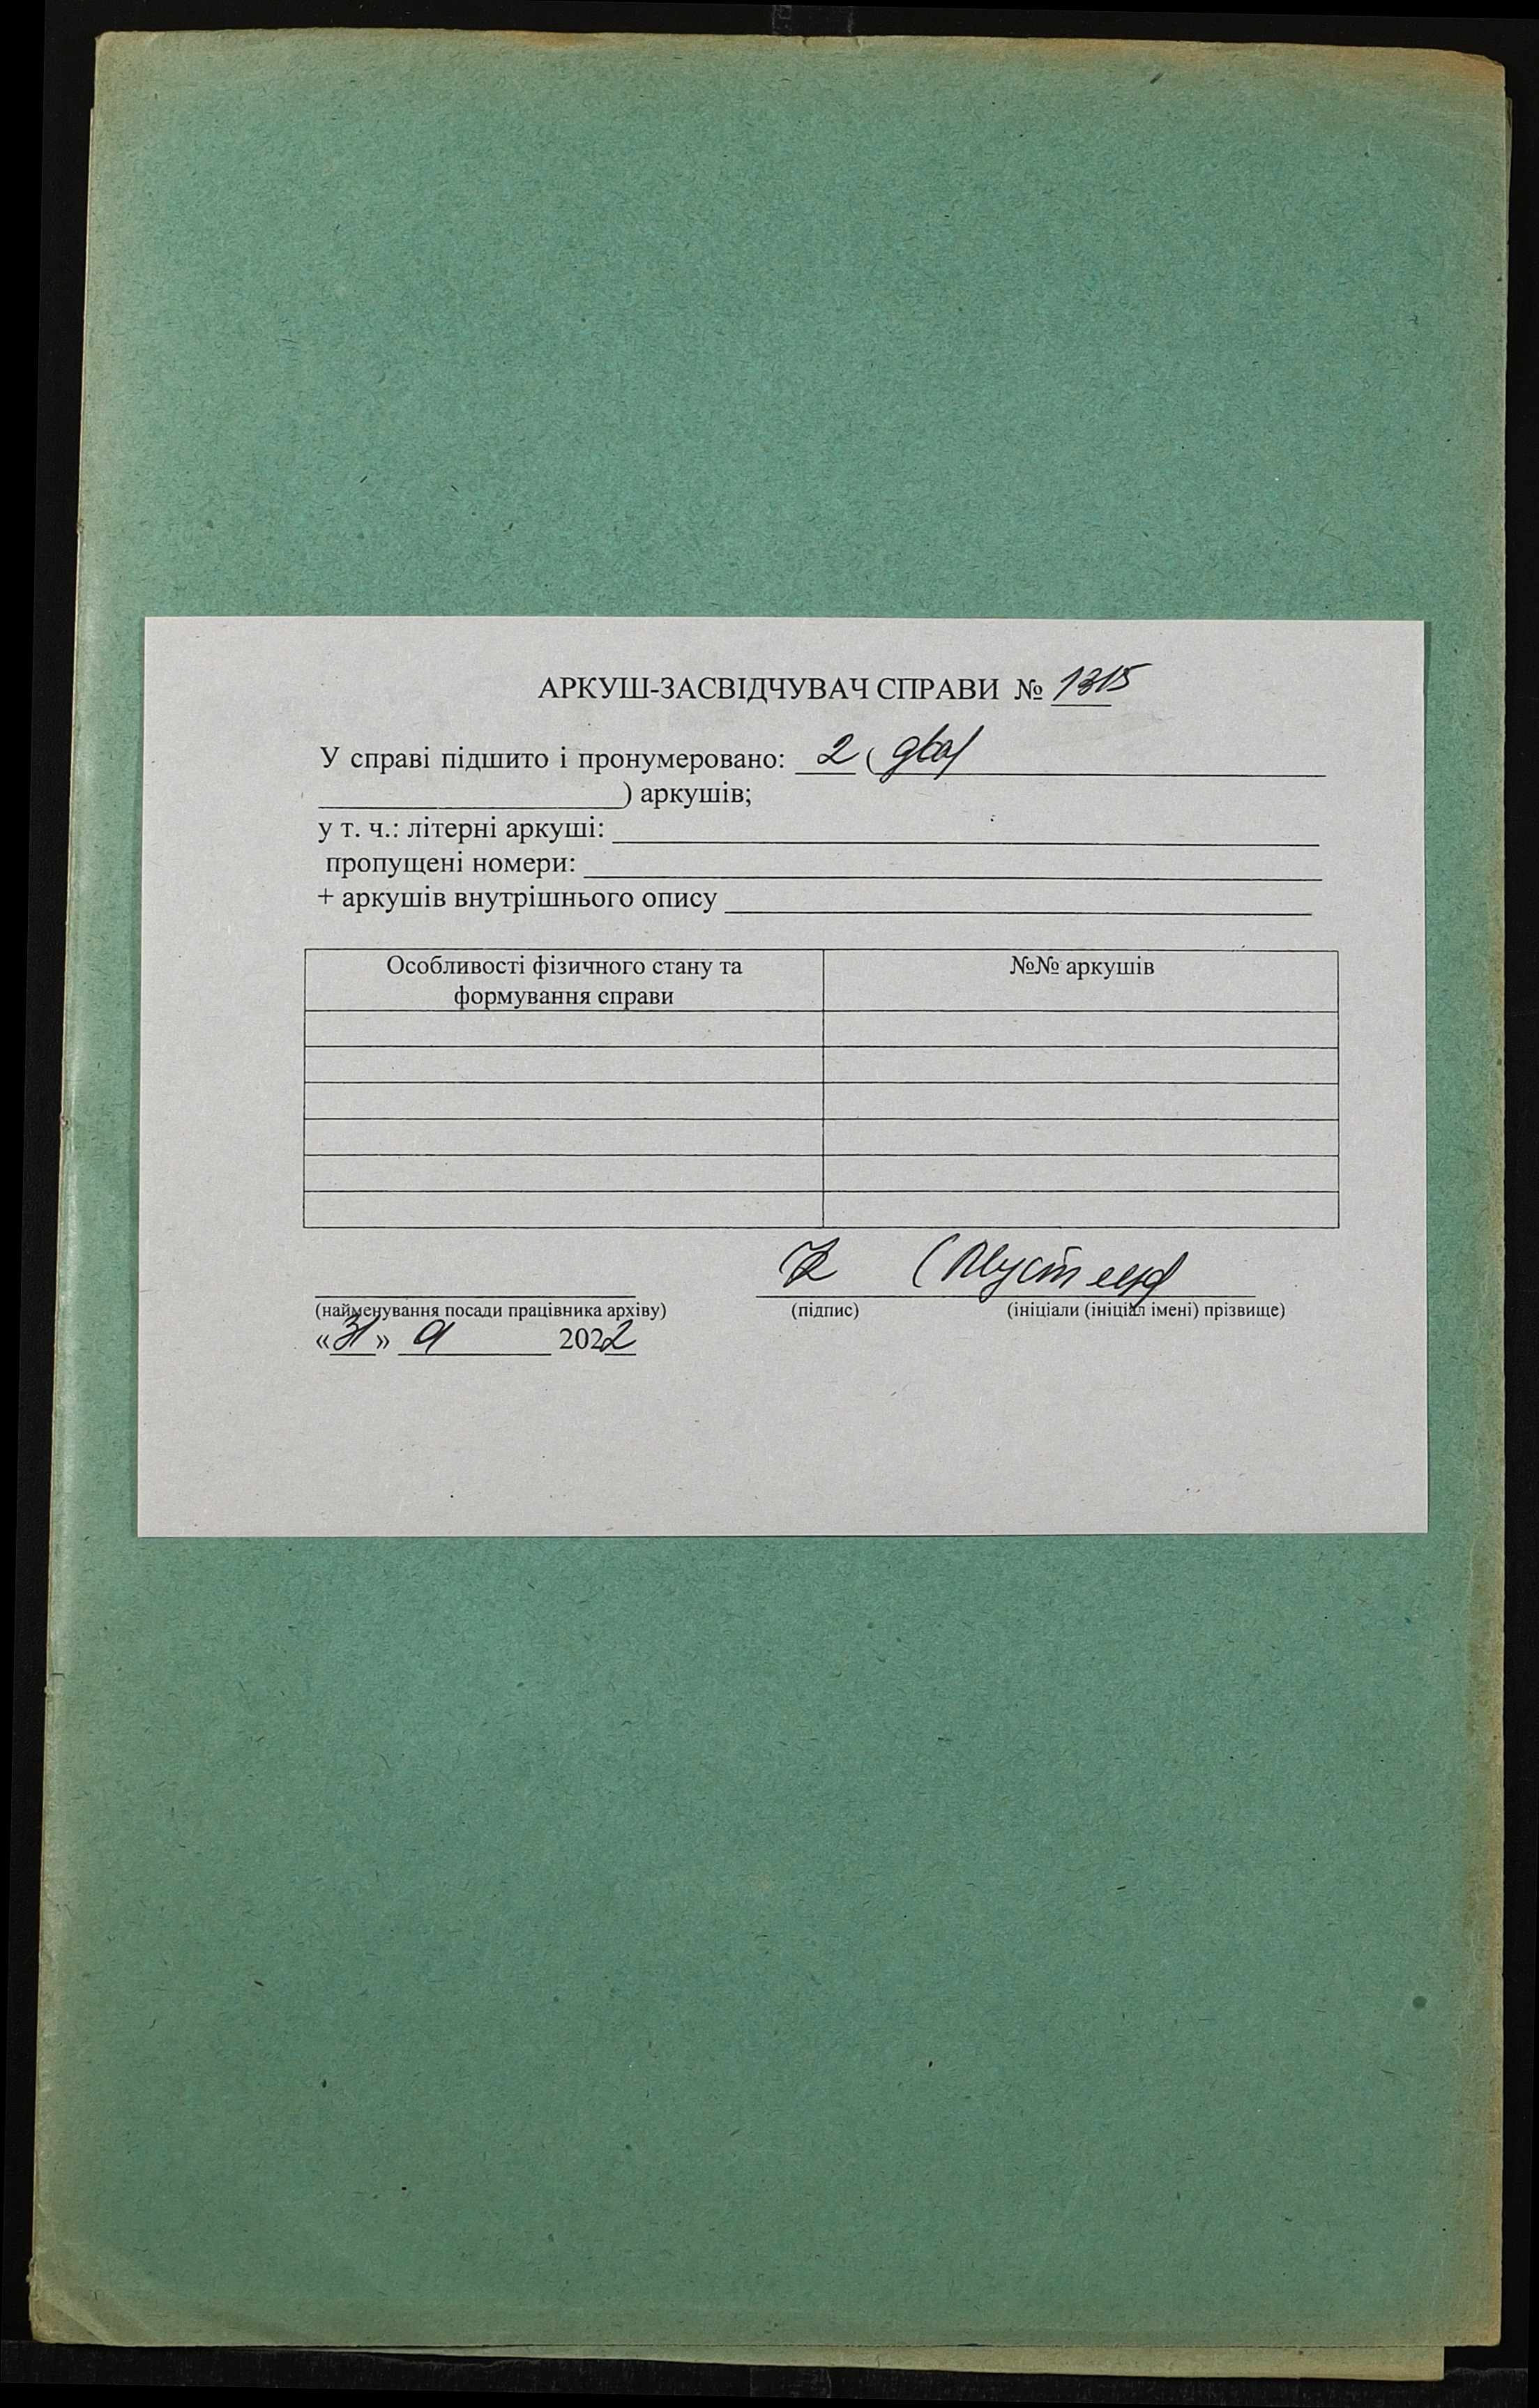 АРКУШ-ЗАСВІДЧУВАЧ СПРАВИ № 1315
У справі підшито і пронумеровано: 2 ( два)
) аркушів;
у т. ч.: літерні аркуші:
пропущені номери:
+ аркушів внутрішнього опису
Особливості фізичного стану та
формування справи
№№ аркушів
(найменування посади працівника архіву)
(підпис)
(ініціали (ініціал імені) прізвище)
«31» 2022